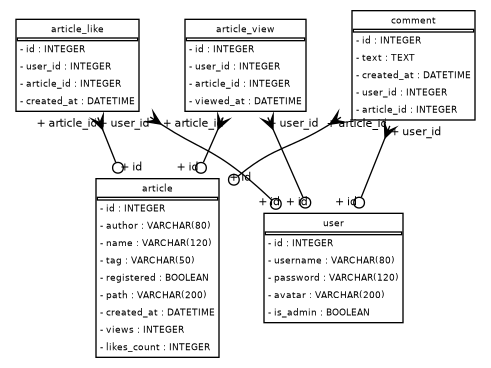 article_like
- id : INTEGER
- user_id : INTEGER
- article_id : INTEGER
- created_at : DATETIME
article_view
- id : INTEGER
- user_id : INTEGER
- article_id : INTEGER
- viewed_at : DATETIME
comment
- id : INTEGER
- text : TEXT
- created_at : DATETIME
- user_id : INTEGER
- article_id : INTEGER
+ article_id
+ user_id
+ article_id
+ user_id
+ article_id
+ user_id
+ id
+ id
+ id
+ id
+ id
+ id
article
- id : INTEGER
- author : VARCHAR(80)
- name : VARCHAR(120)
- tag : VARCHAR(50)
- registered : BOOLEAN
- path : VARCHAR(200)
- created_at : DATETIME
- views : INTEGER
- likes_count : INTEGER
user
- id : INTEGER
- username : VARCHAR(80)
- password : VARCHAR(120)
- avatar : VARCHAR(200)
- is_admin : BOOLEAN